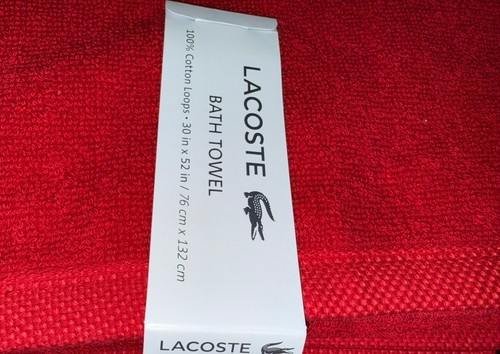 LACOSTE
BATH TOWEL
100% Cotton Loops • 30 in x 52 in / 76 cm x 132 cm
LACOSTE